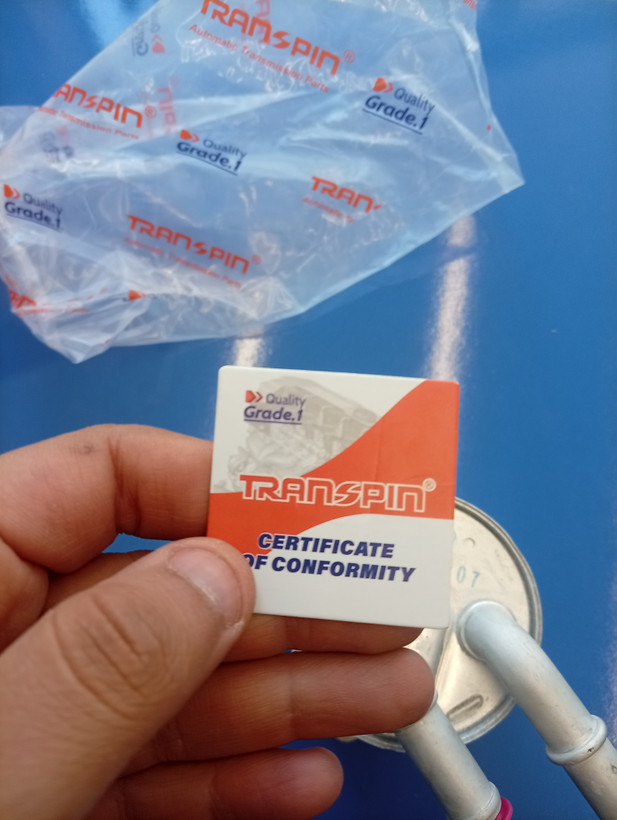 TRANSPIN®
Automatic Transmission Parts
Quality
Grade.1
TRANSPIN®
Quality
Grade.1
Quality
Grade.1
TRANSPIN®
Automatic Transmission Parts
Quality
Grade.1
TRANSPIN®
CERTIFICATE
OF CONFORMITY
07